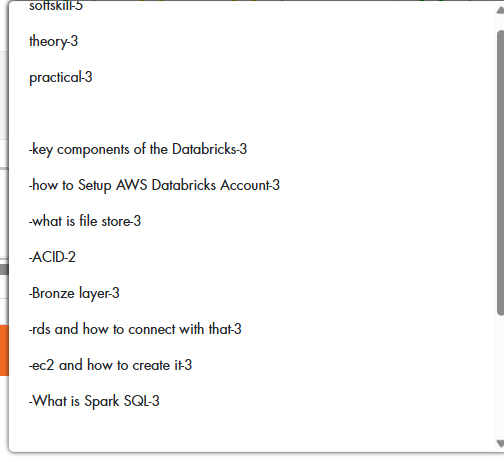 softskill-5
theory-3
practical-3
-key components of the Databricks-3
-how to Setup AWS Databricks Account-3
-what is file store-3
-ACID-2
-Bronze layer-3
-rds and how to connect with that-3
-ec2 and how to create it-3
-What is Spark SQL-3